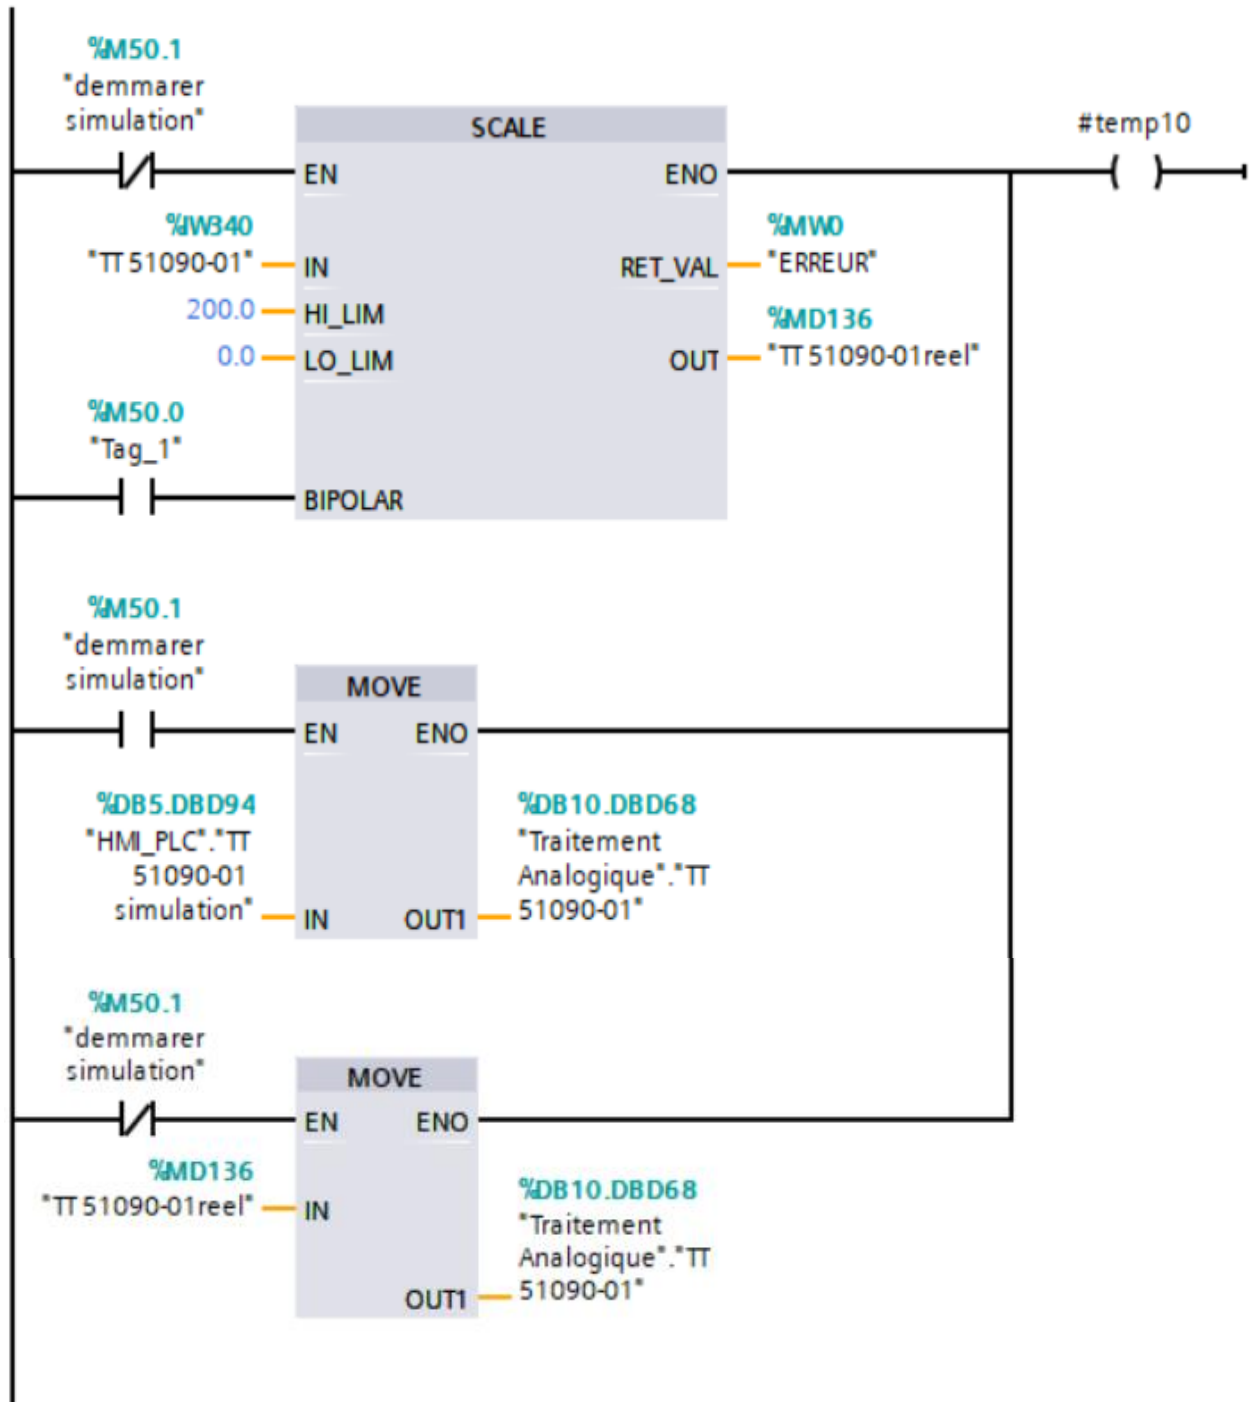 %M50.1
"demmarer
simulation"
SCALE
#temp10
EN
ENO
%IW340
"TT 51090-01"
IN
RET_VAL
%MW0
"ERREUR"
200.0
HI_LIM
0.0
LO_LIM
OUT
%MD136
"TT 51090-01reel"
%M50.0
"Tag_1"
BIPOLAR
%M50.1
"demmarer
simulation"
MOVE
EN
ENO
%DB5.DBD94
"HMI_PLC"."TT
51090-01
simulation"
IN
OUT1
%DB10.DBD68
"Traitement
Analogique"."TT
51090-01"
%M50.1
"demmarer
simulation"
MOVE
EN
ENO
%MD136
"TT 51090-01reel"
IN
OUT1
%DB10.DBD68
"Traitement
Analogique"."TT
51090-01"